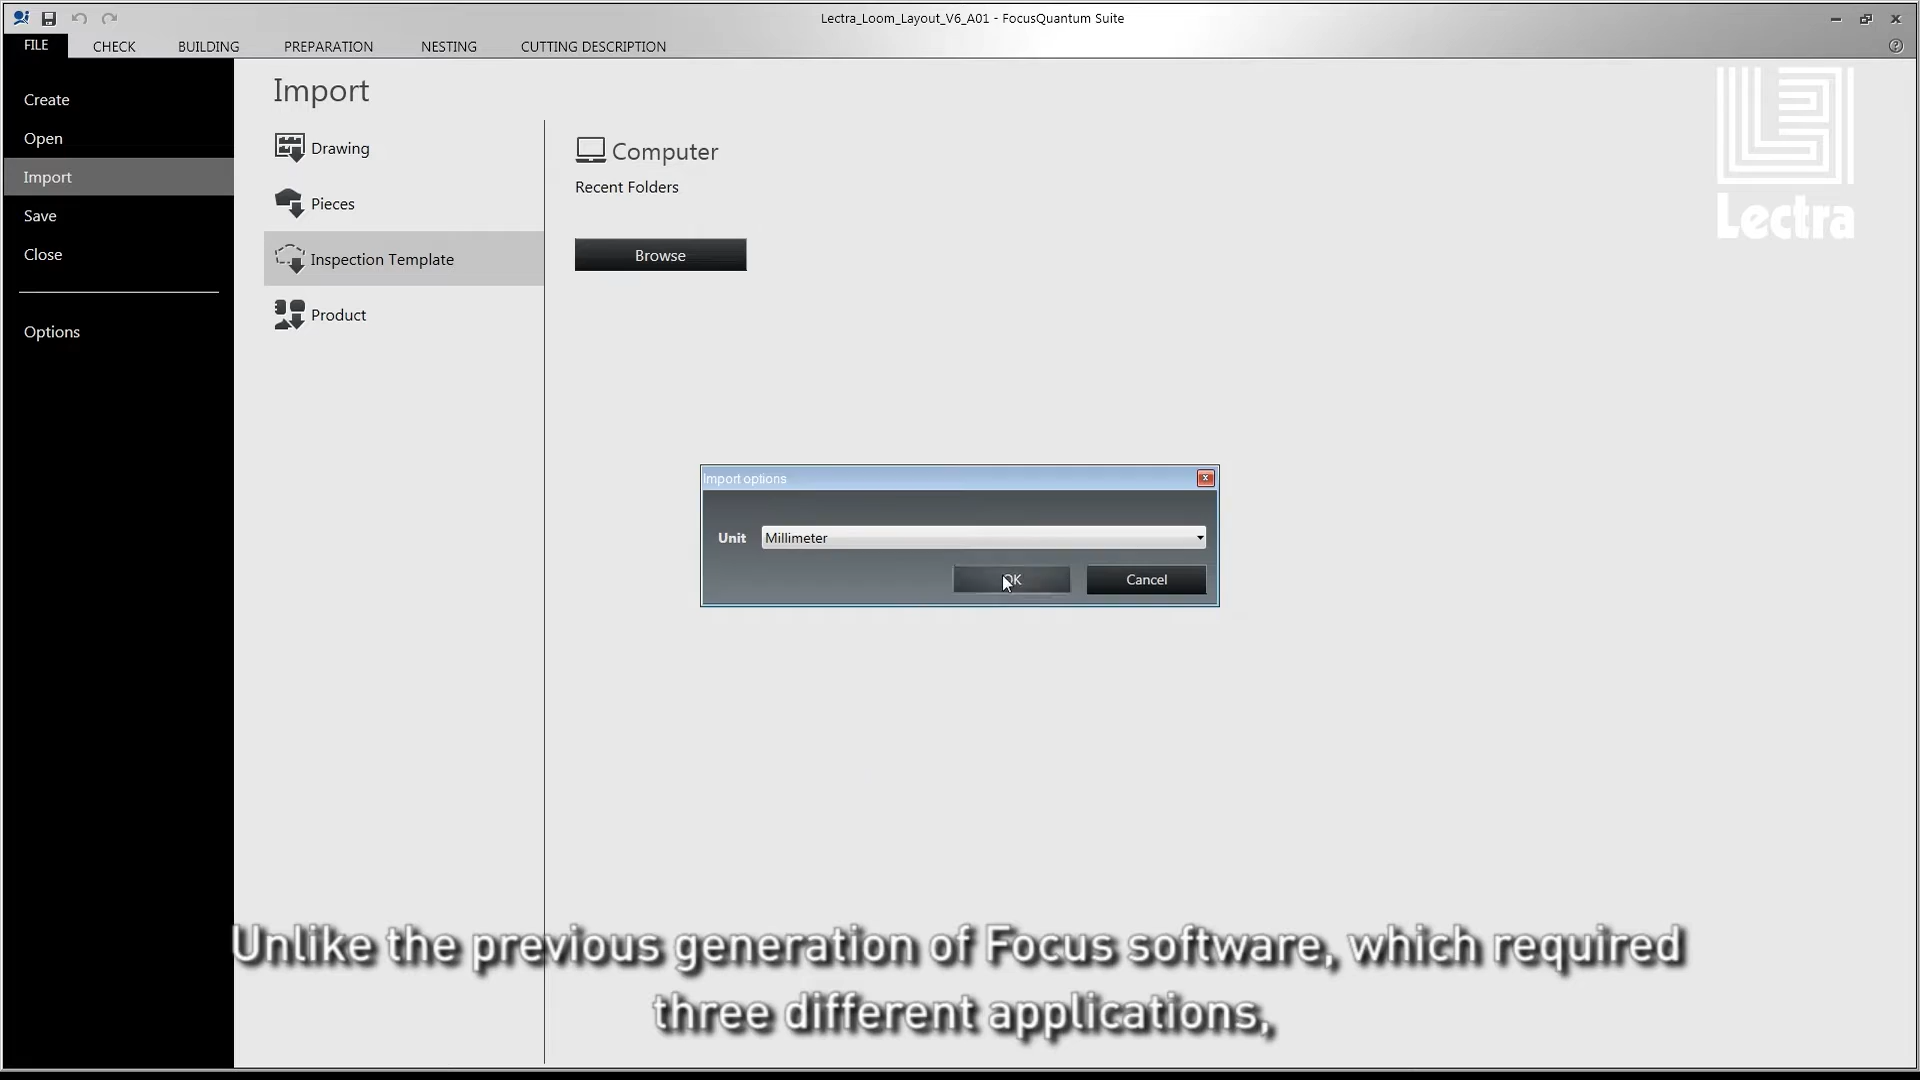 Lectra_Loom_Layout_V6_A01 - FocusQuantum Suite
FILE CHECK BUILDING PREPARATION NESTING CUTTING DESCRIPTION
Create
Open
Import
Save
Close
Options
Import
Drawing
Pieces
Inspection Template
Product
Computer
Recent Folders
Browse
Lectra
Import options
Unit Millimeter
OK Cancel
Unlike the previous generation of Focus software, which required
three different applications,